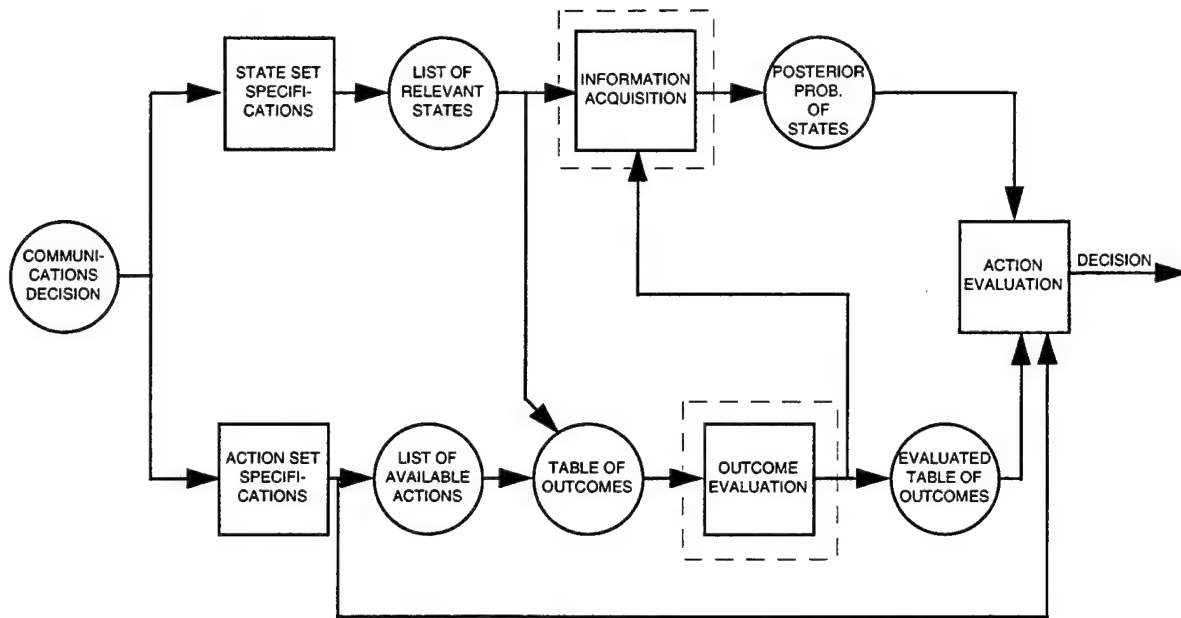 STATE SET
SPECIFI-
CATIONS
LIST OF
RELEVANT
STATES
INFORMATION
ACQUISITION
POSTERIOR
PROB.
OF
STATES
COMMUNI-
CATIONS
DECISION
ACTION
EVALUATION
DECISION
ACTION SET
SPECIFI-
CATIONS
LIST OF
AVAILABLE
ACTIONS
TABLE OF
OUTCOMES
OUTCOME
EVALUATION
EVALUATED
TABLE OF
OUTCOMES